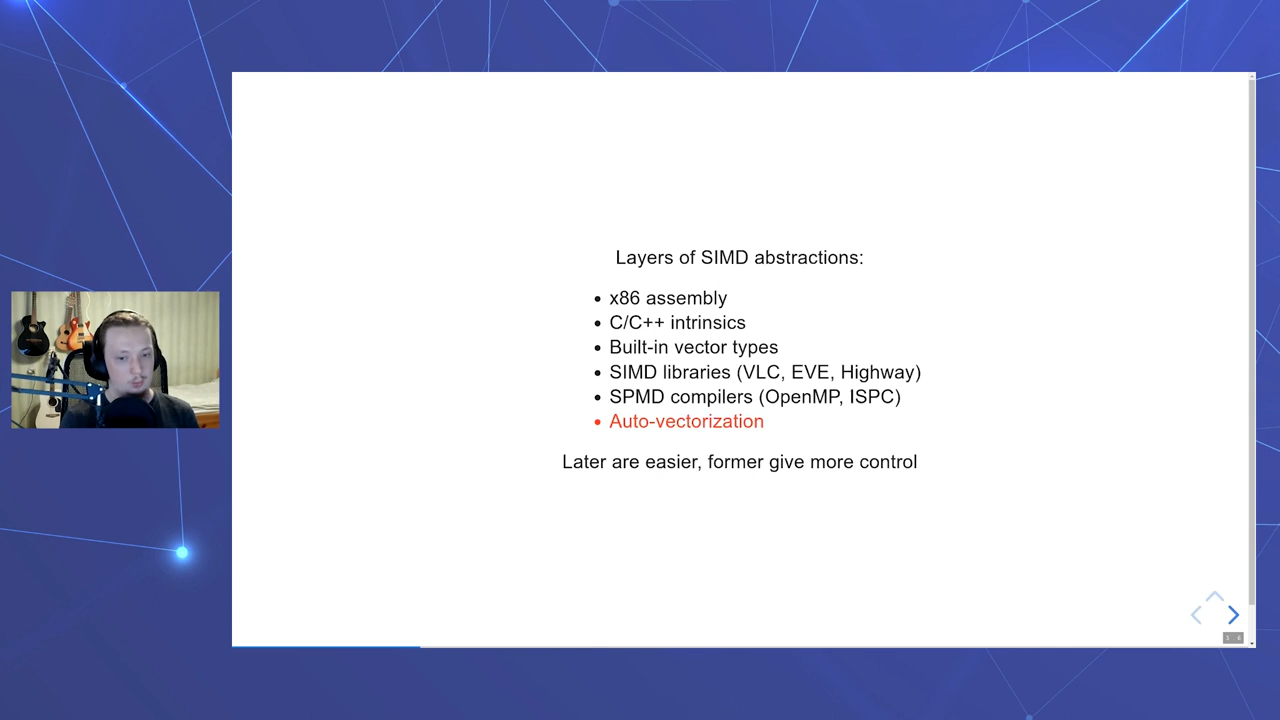 Layers of SIMD abstractions:
• x86 assembly
• C/C++ intrinsics
• Built-in vector types
• SIMD libraries (VLC, EVE, Highway)
• SPMD compilers (OpenMP, ISPC)
• Auto-vectorization
Later are easier, former give more control